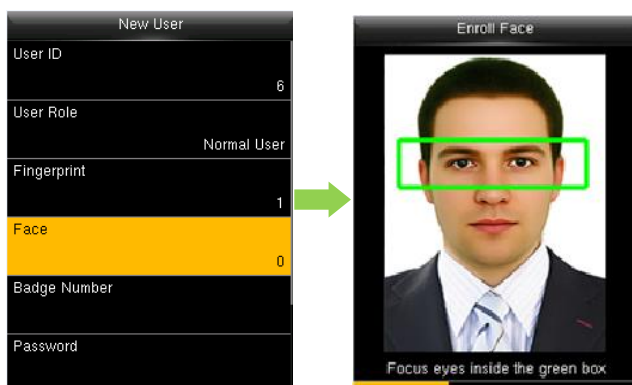 New User
User ID
6
User Role
Normal User
Fingerprint
1
Face
0
Badge Number
Password
Enroll Face
Focus eyes inside the green box